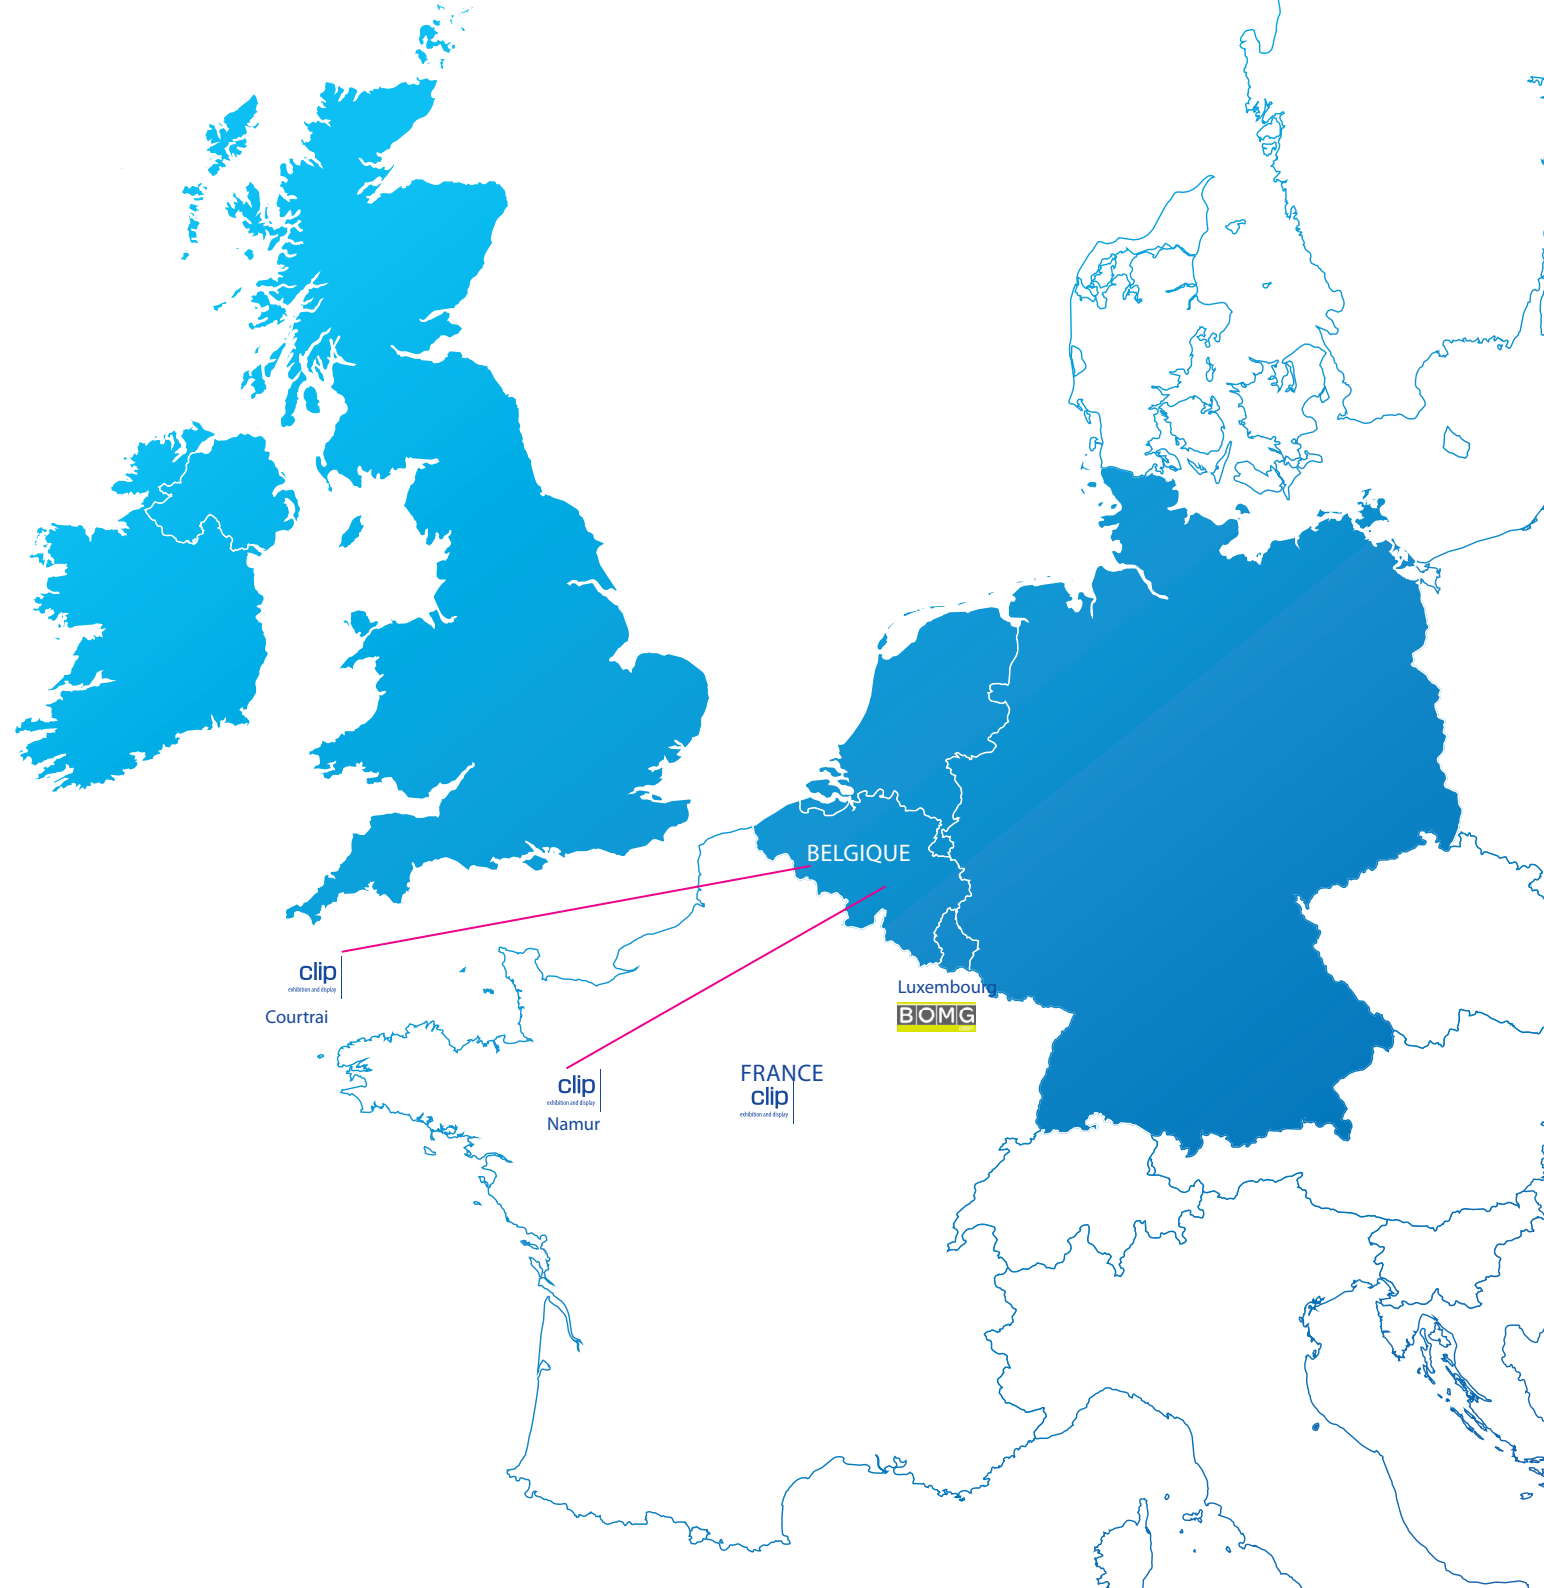 BELGIQUE
clip
exhibition and display
Courtrai
Luxembourg
BOMG
FRANCE
clip
exhibition and display
clip
exhibition and display
Namur